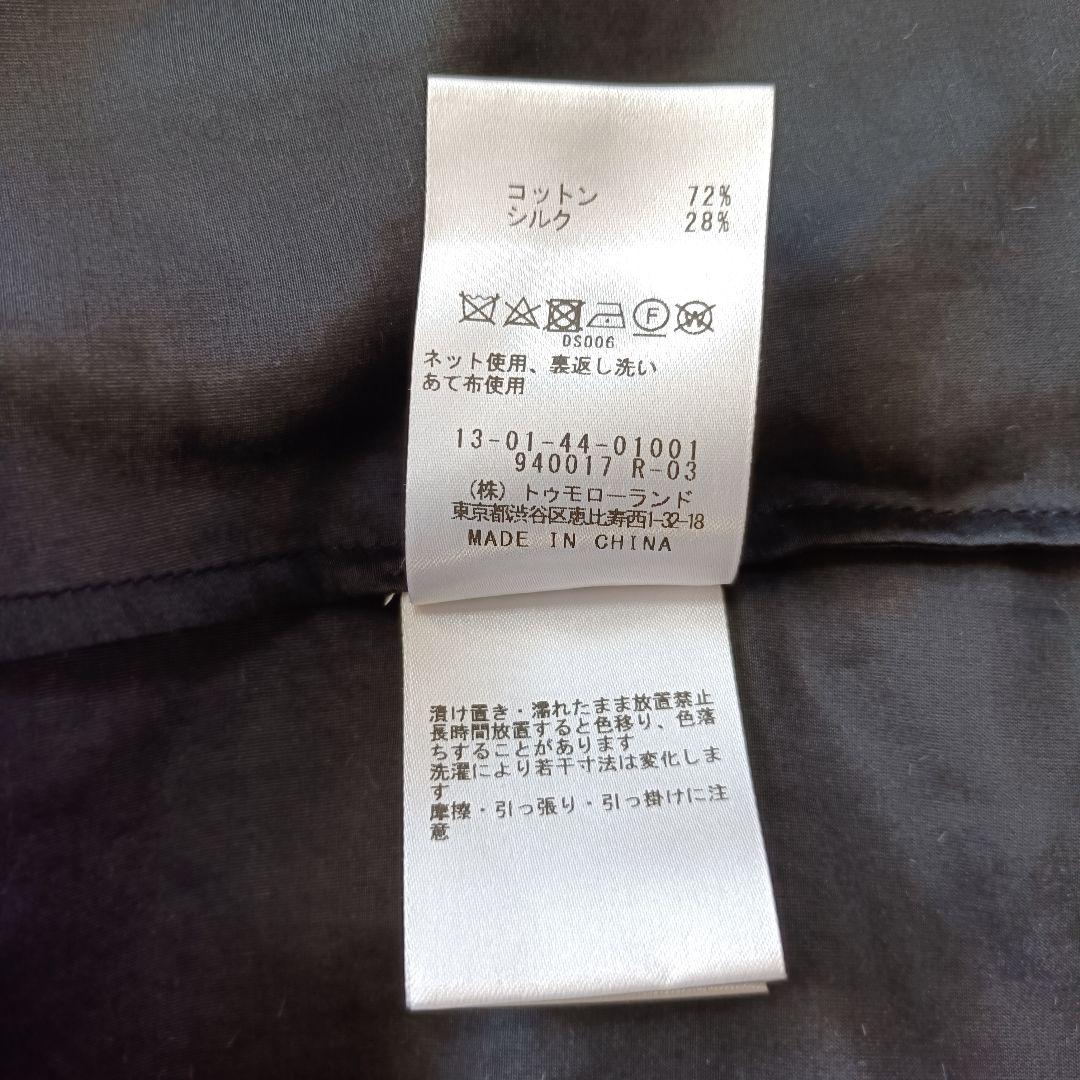 コットン 72%
シルク 28%
F W
DS006
ネット使用、裏返し洗い
あて布使用
13-01-44-01001
940017 R-03
(株) トゥモローランド
東京都渋谷区恵比寿西1-32-18
MADE IN CHINA
漬け置き・濡れたまま放置禁止
長時間放置すると色移り、色落
ちすることがあります
洗濯により若干寸法は変化しま
す
摩擦・引っ張り・引っ掛けに注
意